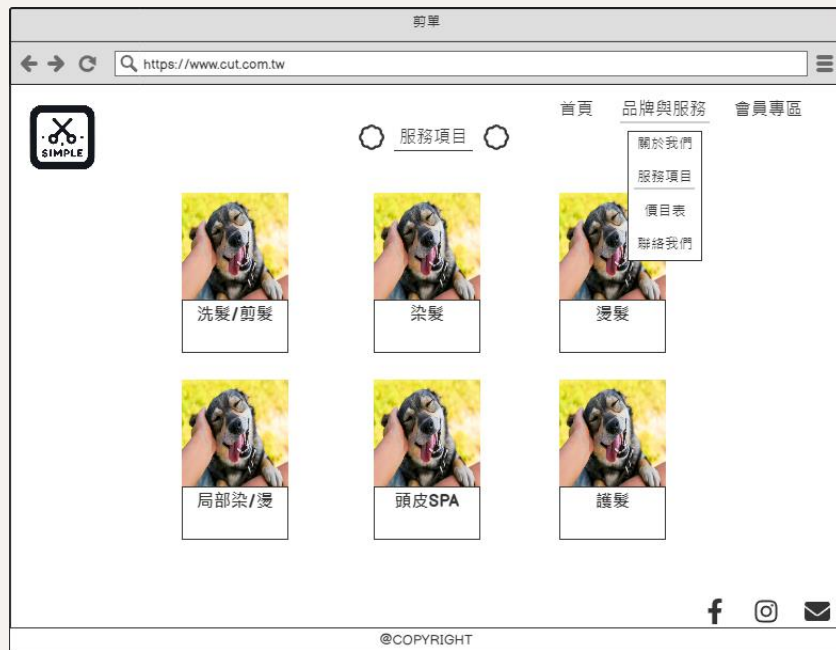 剪單
https://www.cut.com.tw
SIMPLE
首頁 品牌與服務 會員專區
服務項目
關於我們
服務項目
價目表
聯絡我們
洗髮/剪髮 染髮 燙髮
局部染/燙 頭皮SPA 護髮
@COPYRIGHT